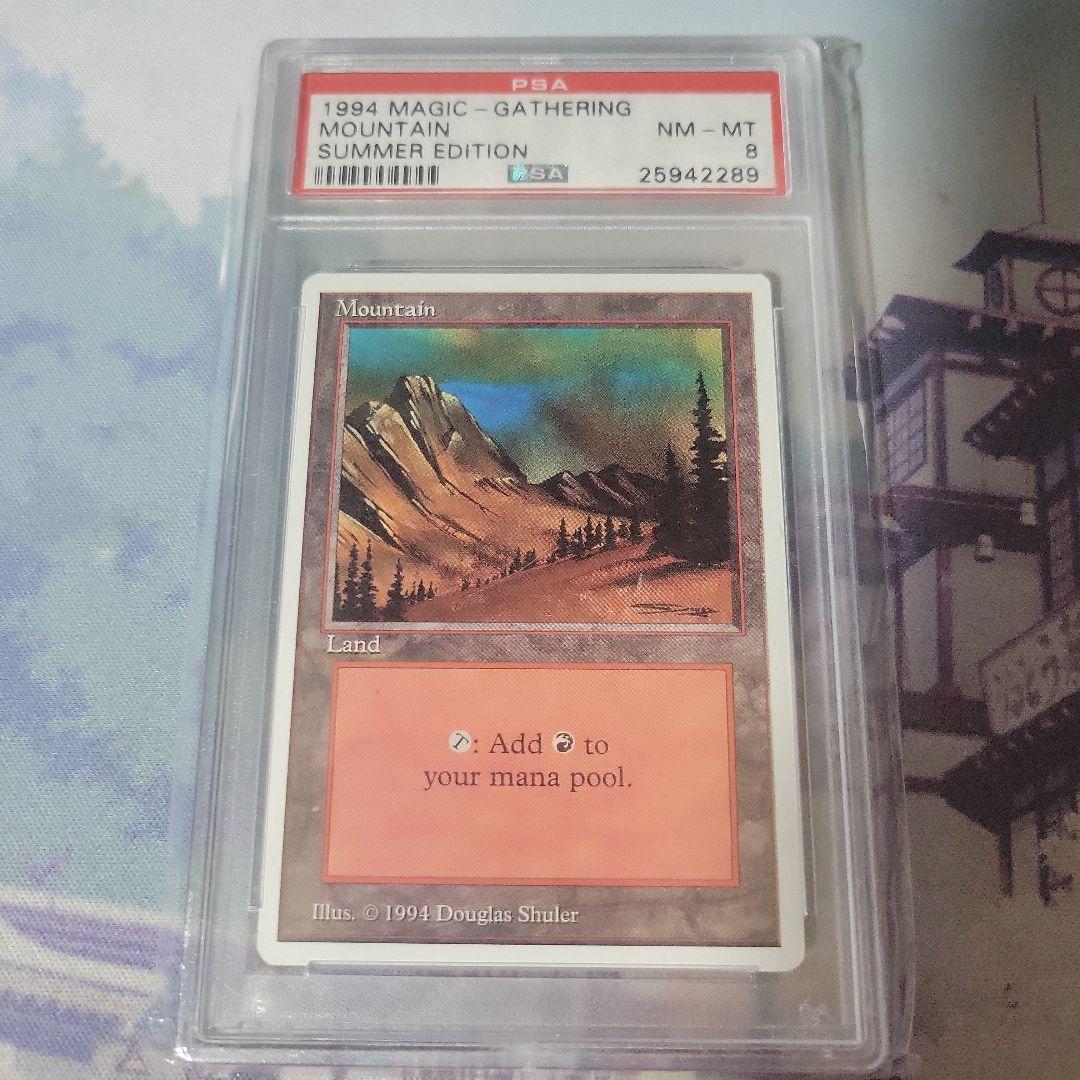 PSA
1994 MAGIC - GATHERING
MOUNTAIN NM - MT
SUMMER EDITION 8
PSA 25942289
Mountain
Land
T: Add to
your mana pool.
Illus. © 1994 Douglas Shuler